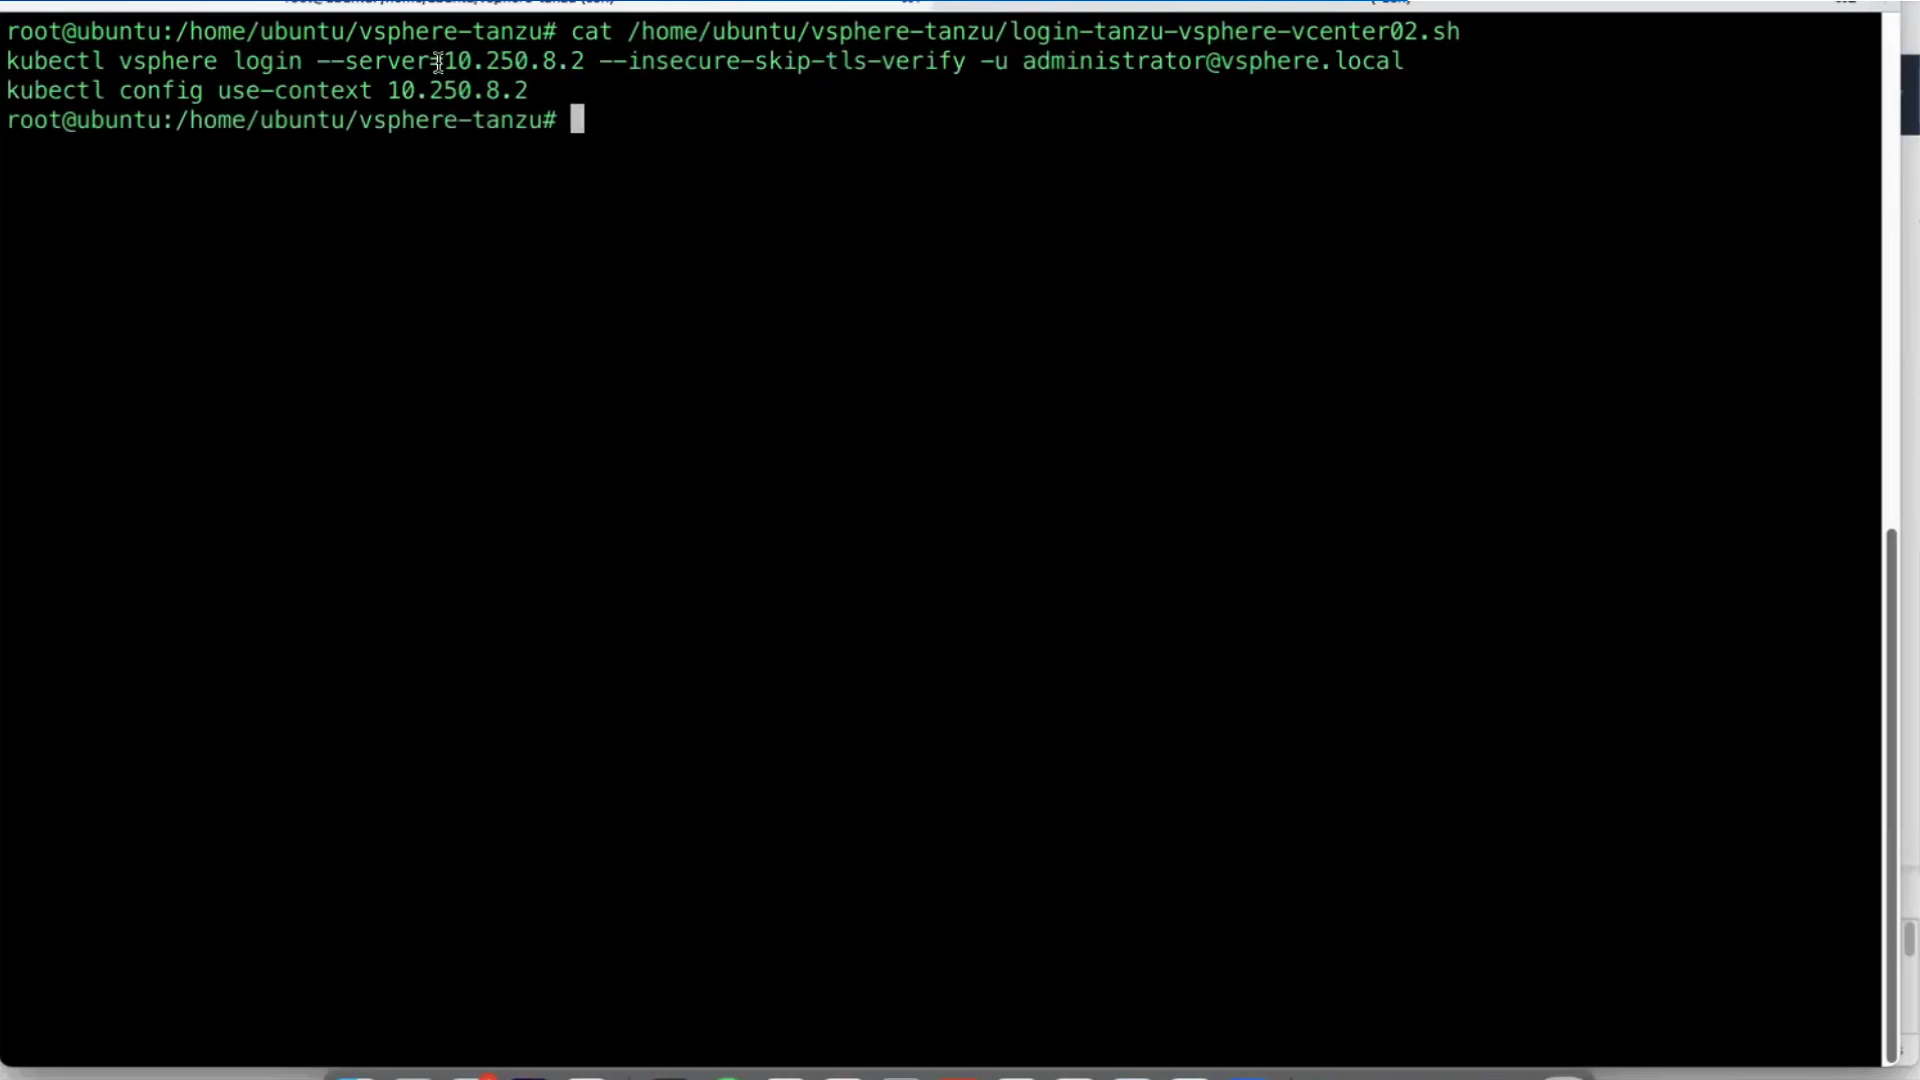 root@ubuntu:/home/ubuntu/vsphere-tanzu# cat /home/ubuntu/vsphere-tanzu/login-tanzu-vsphere-vcenter02.sh
kubectl vsphere login --server=10.250.8.2 --insecure-skip-tls-verify -u administrator@vsphere.local
kubectl config use-context 10.250.8.2
root@ubuntu:/home/ubuntu/vsphere-tanzu#